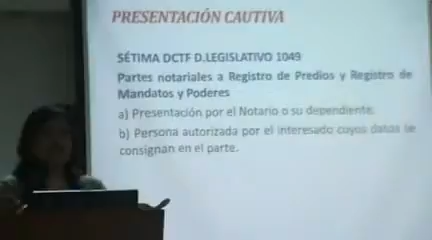 PRESENTACIÓN CAUTIVA
SÉTIMA DCTF D.LEGISLATIVO 1049
Partes notariales a Registro de Predios y Registro de
Mandatos y Poderes
a) Presentación por el Notario o su dependiente.
b) Persona autorizada por el interesado cuyos datos se
consignan en el parte.